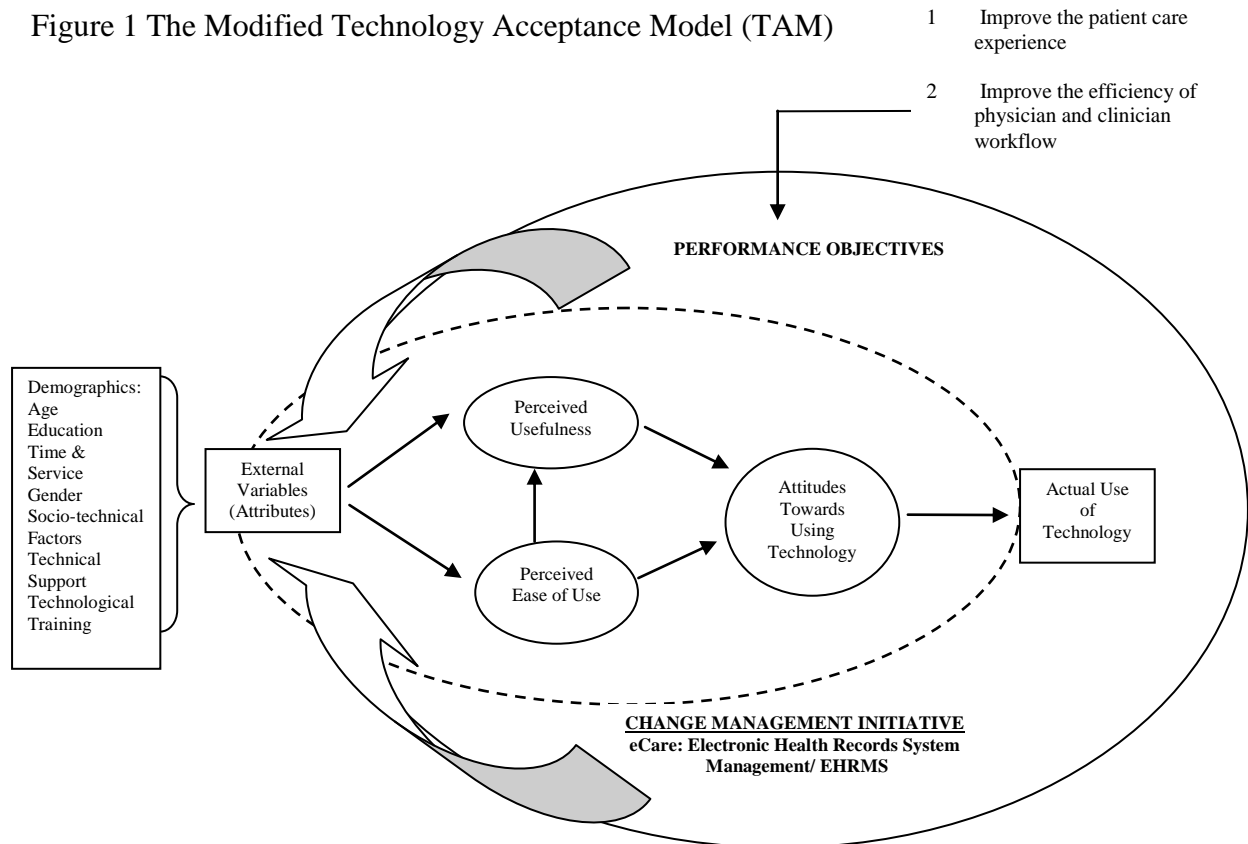 Figure 1 The Modified Technology Acceptance Model (TAM)
1 Improve the patient care
experience
2 Improve the efficiency of
physician and clinician
workflow
PERFORMANCE OBJECTIVES
Demographics:
Age
Education
Time &
Service
Gender
Socio-technical
Factors
Technical
Support
Technological
Training
External
Variables
(Attributes)
Perceived
Usefulness
Perceived
Ease of Use
Attitudes
Towards
Using
Technology
Actual Use
of
Technology
CHANGE MANAGEMENT INITIATIVE
eCare: Electronic Health Records System
Management/ EHRMS